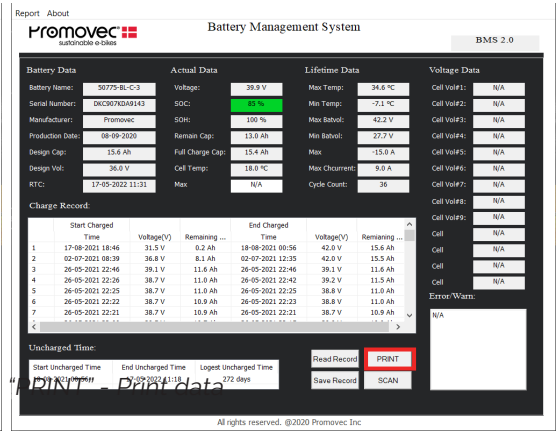 Report About
Promovec
sustainable e-bikes
Battery Management System
BMS 2.0
Battery Data Actual Data Lifetime Data Voltage Data
Battery Name: 50775-BL-C-3 Voltage: 39.9 V Max Temp: 34.6 ºC Cell Vol#1: N/A
Serial Number: DKC907KDA9143 SOC: 85 % Min Temp: -7.1 ºC Cell Vol#2: N/A
Manufacturer: Promovec SOH: 100 % Max Batvol: 42.2 V Cell Vol#3: N/A
Production Date: 08-09-2020 Remain Cap: 13.0 Ah Min Batvol: 27.7 V Cell Vol#4: N/A
Design Cap: 15.6 Ah Full Charge Cap: 15.4 Ah Max -15.0 A Cell Vol#5: N/A
Design Vol: 36.0 V Cell Temp: 18.0 ºC Max Chcurrent: 9.0 A Cell Vol#6: N/A
RTC: 17-05-2022 11:31 Max N/A Cycle Count: 36 Cell Vol#7: N/A
Cell Vol#8: N/A
Charge Record:
Cell Vol#9: N/A
Start Charged End Charged
Time Voltage(V) Remaining ... Time Voltage(V) Remianing ...
Cell N/A
1 17-08-2021 18:46 31.5 V 0.2 Ah 18-08-2021 00:56 42.0 V 15.6 Ah
Cell N/A
2 02-07-2021 08:39 36.8 V 8.1 Ah 02-07-2021 12:35 42.0 V 15.5 Ah
3 26-05-2021 22:46 39.1 V 11.6 Ah 26-05-2021 22:46 39.1 V 11.6 Ah
Cell N/A
4 26-05-2021 22:26 38.7 V 11.0 Ah 26-05-2021 22:42 39.2 V 11.5 Ah
Cell N/A
5 26-05-2021 22:25 38.7 V 11.0 Ah 26-05-2021 22:25 38.8 V 11.0 Ah
6 26-05-2021 22:22 38.7 V 10.9 Ah 26-05-2021 22:23 38.8 V 11.0 Ah
7 26-05-2021 22:21 38.7 V 10.9 Ah 26-05-2021 22:21 38.7 V 10.9 Ah
Error/Warn:
N/A
Uncharged Time:
Start Uncharged Time End Uncharged Time Logest Uncharged Time
18-08-2021 00:56 17-05-2022 11:18 272 days
Read Record PRINT
Save Record SCAN
"PRINT" - Print data
All rights reserved. @2020 Promovec Inc